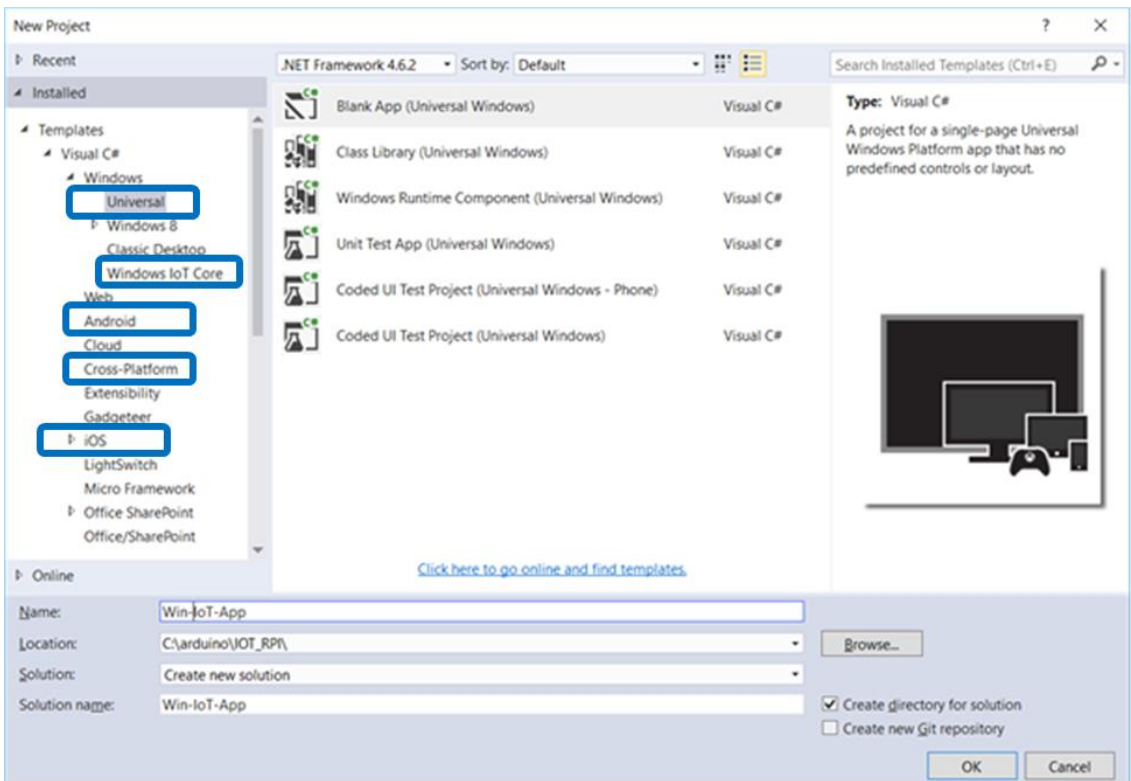 New Project
Recent
.NET Framework 4.6.2 Sort by: Default Search Installed Templates (Ctrl+E)
Installed
Templates
Visual C#
Windows
Universal
Windows 8
Classic Desktop
Windows IoT Core
Web
Android
Cloud
Cross-Platform
Extensibility
Gadgeteer
iOS
LightSwitch
Micro Framework
Office SharePoint
Office/SharePoint
Online
Blank App (Universal Windows) Visual C#
Class Library (Universal Windows) Visual C#
Windows Runtime Component (Universal Windows) Visual C#
Unit Test App (Universal Windows) Visual C#
Coded UI Test Project (Universal Windows - Phone) Visual C#
Coded UI Test Project (Universal Windows) Visual C#
Click here to go online and find templates.
Type: Visual C#
A project for a single-page Universal
Windows Platform app that has no
predefined controls or layout.
Name: Win-IoT-App
Location: C:\arduino\IOT_RPI\ Browse...
Solution: Create new solution
Solution name: Win-IoT-App
Create directory for solution
Create new Git repository
OK Cancel